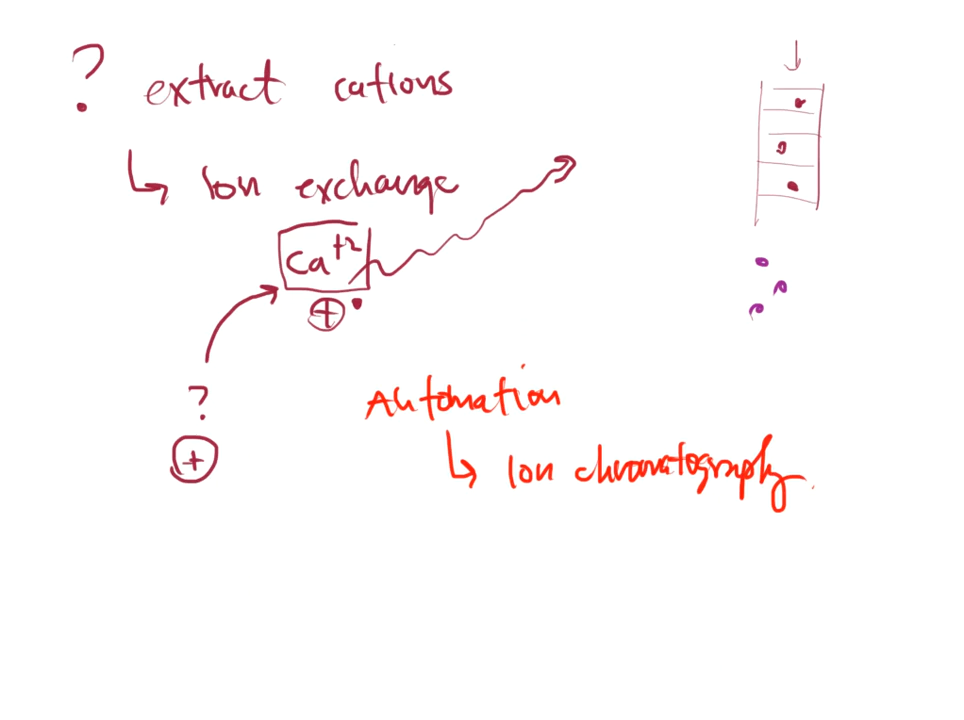 ? extract cations
↳ Ion exchange
Ca+2
+
?
+
Automation
↳ Ion chromatography.